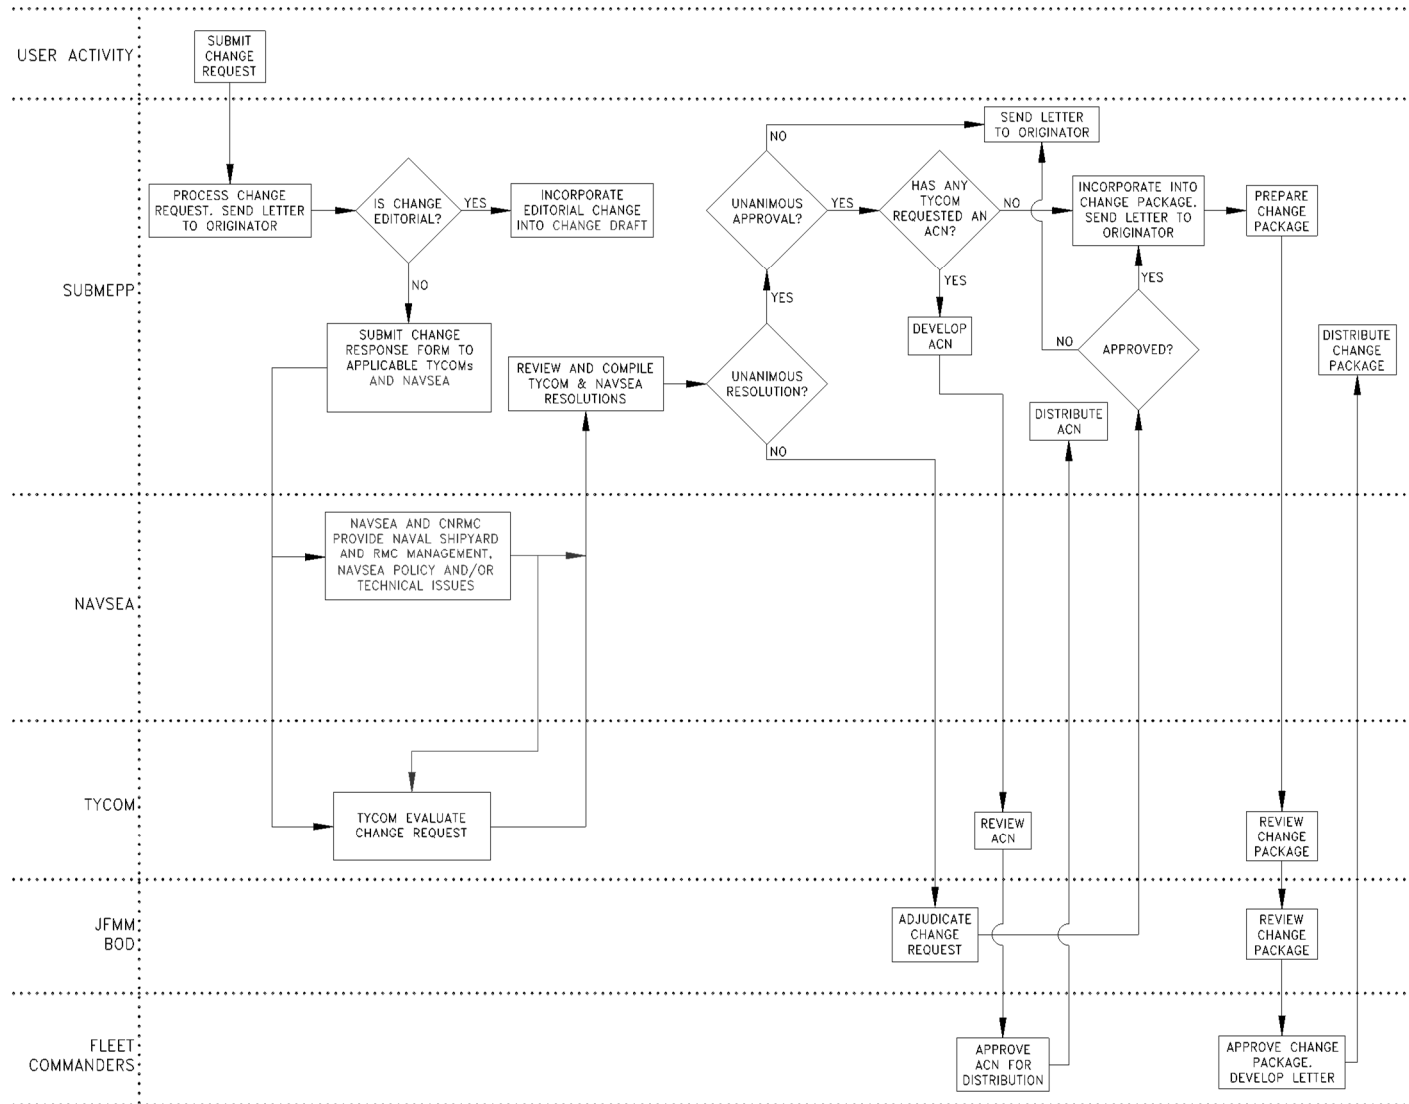 USER ACTIVITY
SUBMIT
CHANGE
REQUEST
SUBMEPP
PROCESS CHANGE
REQUEST. SEND LETTER
TO ORIGINATOR
IS CHANGE
EDITORIAL?
YES
INCORPORATE
EDITORIAL CHANGE
INTO CHANGE DRAFT
NO
SUBMIT CHANGE
RESPONSE FORM TO
APPLICABLE TYCOMs
AND NAVSEA
REVIEW AND COMPILE
TYCOM & NAVSEA
RESOLUTIONS
UNANIMOUS
RESOLUTION?
YES
NO
UNANIMOUS
APPROVAL?
NO
YES
SEND LETTER
TO ORIGINATOR
HAS ANY
TYCOM
REQUESTED AN
ACN?
NO
YES
INCORPORATE INTO
CHANGE PACKAGE.
SEND LETTER TO
ORIGINATOR
PREPARE
CHANGE
PACKAGE
DEVELOP
ACN
YES
NO
APPROVED?
DISTRIBUTE
CHANGE
PACKAGE
DISTRIBUTE
ACN
NAVSEA
NAVSEA AND CNRMC
PROVIDE NAVAL SHIPYARD
AND RMC MANAGEMENT,
NAVSEA POLICY AND/OR
TECHNICAL ISSUES
TYCOM
TYCOM EVALUATE
CHANGE REQUEST
REVIEW
ACN
REVIEW
CHANGE
PACKAGE
JFMM
BOD
ADJUDICATE
CHANGE
REQUEST
REVIEW
CHANGE
PACKAGE
FLEET
COMMANDERS
APPROVE
ACN FOR
DISTRIBUTION
APPROVE CHANGE
PACKAGE.
DEVELOP LETTER